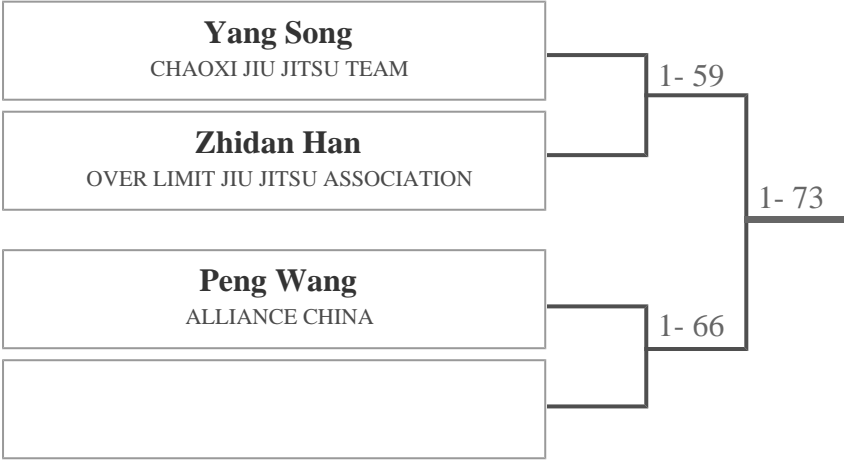 Yang Song
CHAOXI JIU JITSU TEAM
1- 59
Zhidan Han
OVER LIMIT JIU JITSU ASSOCIATION
1- 73
Peng Wang
ALLIANCE CHINA
1- 66